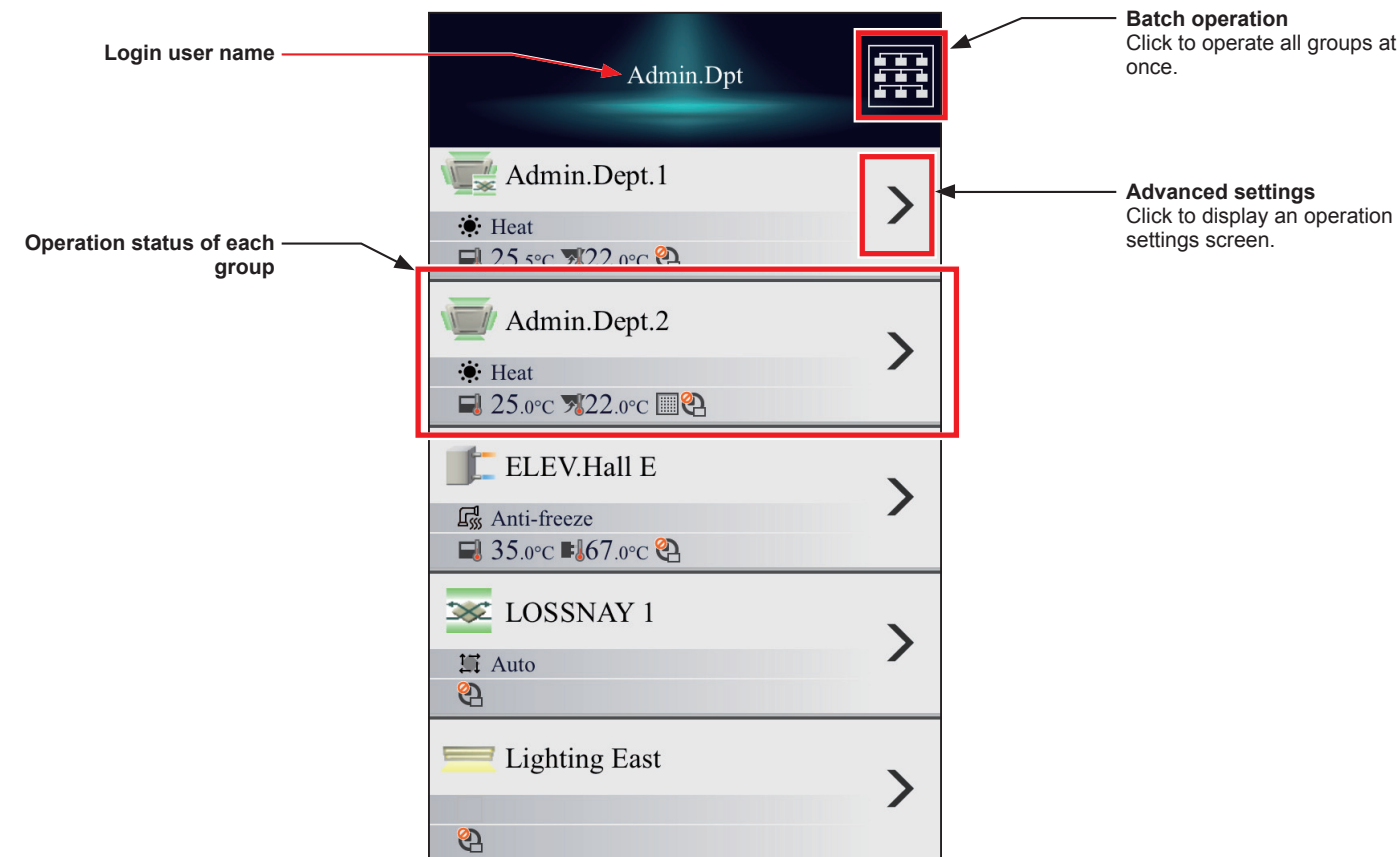 Login user name
Admin.Dpt
Batch operation
Click to operate all groups at
once.
Admin.Dept.1
Heat
25.5°C 22.0°C
Advanced settings
Click to display an operation
settings screen.
Operation status of each
group
Admin.Dept.2
Heat
25.0°C 22.0°C
ELEV.Hall E
Anti-freeze
35.0°C 67.0°C
LOSSNAY 1
Auto
Lighting East